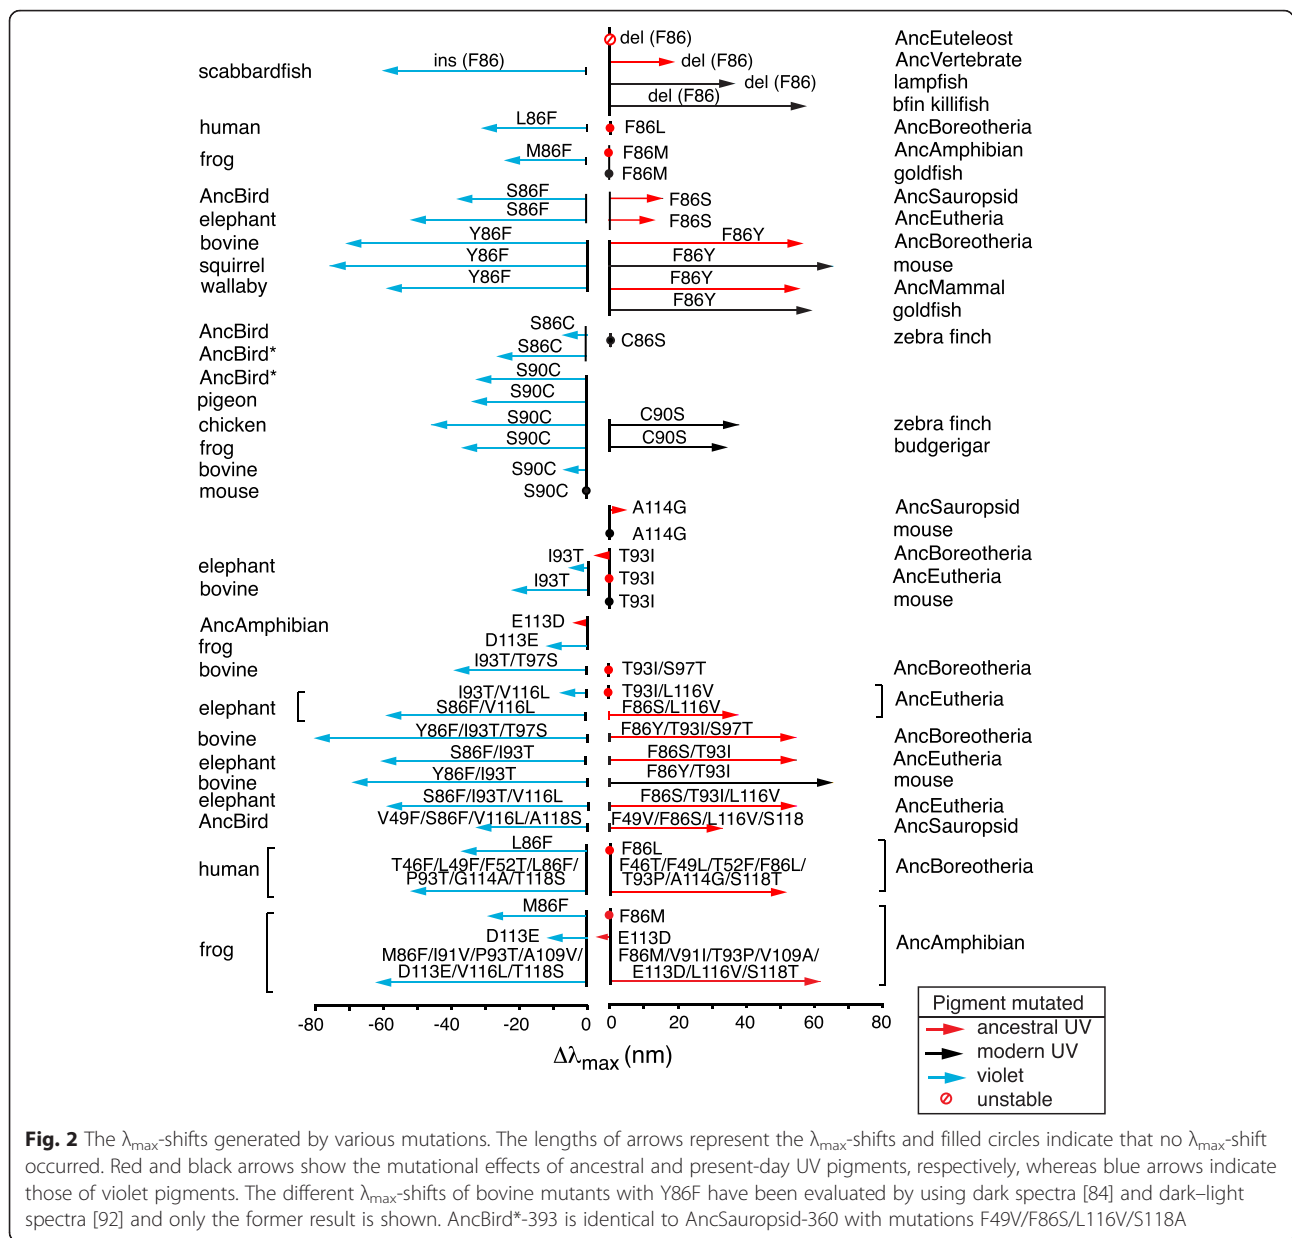 del (F86) AncEuteleost
scabbardfish ins (F86) del (F86) AncVertebrate
del (F86) lampfish
del (F86) bfin killifish
human L86F F86L AncBoreotheria
frog M86F F86M AncAmphibian
F86M goldfish
AncBird S86F F86S AncSauropsid
elephant S86F F86S AncEutheria
bovine Y86F F86Y AncBoreotheria
squirrel Y86F F86Y mouse
wallaby Y86F F86Y AncMammal
F86Y goldfish
AncBird S86C C86S zebra finch
AncBird* S86C
AncBird* S90C
pigeon S90C
chicken S90C C90S zebra finch
frog S90C C90S budgerigar
bovine S90C
mouse S90C
A114G AncSauropsid
A114G mouse
I93T T93I AncBoreotheria
elephant T93I AncEutheria
bovine I93T T93I mouse
AncAmphibian E113D
frog D113E
bovine I93T/T97S T93I/S97T AncBoreotheria
I93T/V116L T93I/L116V AncEutheria
elephant S86F/V116L F86S/L116V
bovine Y86F/I93T/T97S F86Y/T93I/S97T AncBoreotheria
elephant S86F/I93T F86S/T93I AncEutheria
bovine Y86F/I93T F86Y/T93I mouse
elephant S86F/I93T/V116L F86S/T93I/L116V AncEutheria
AncBird V49F/S86F/V116L/A118S F49V/F86S/L116V/S118 AncSauropsid
L86F F86L
human T46F/L49F/F52T/L86F/ F46T/F49L/T52F/F86L/ AncBoreotheria
P93T/G114A/T118S T93P/A114G/S118T
M86F F86M
frog D113E E113D AncAmphibian
M86F/I91V/P93T/A109V/ F86M/V91I/T93P/V109A/
D113E/V116L/T118S E113D/L116V/S118T
-80 -60 -40 -20 0 0 20 40 60 80
Δλmax (nm)
Pigment mutated
ancestral UV
modern UV
violet
unstable
Fig. 2 The λmax-shifts generated by various mutations. The lengths of arrows represent the λmax-shifts and filled circles indicate that no λmax-shift
occurred. Red and black arrows show the mutational effects of ancestral and present-day UV pigments, respectively, whereas blue arrows indicate
those of violet pigments. The different λmax-shifts of bovine mutants with Y86F have been evaluated by using dark spectra [84] and dark–light
spectra [92] and only the former result is shown. AncBird*-393 is identical to AncSauropsid-360 with mutations F49V/F86S/L116V/S118A